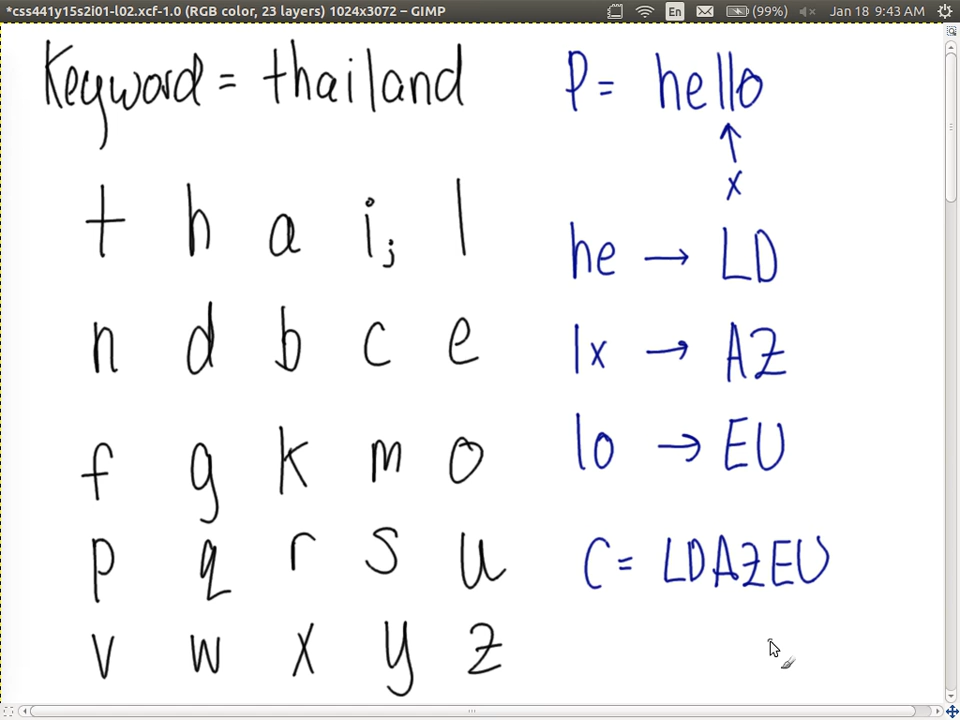 *css441y15s2i01-l02.xcf-1.0 (RGB color, 23 layers) 1024x3072 – GIMP
En (99%) Jan 18 9:43 AM
Keyword = thailand
t h a i,j l
n d b c e
f g k m o
p q r s u
v w x y z
P = hello
x
he → LD
lx → AZ
lo → EU
C = LDAZEU